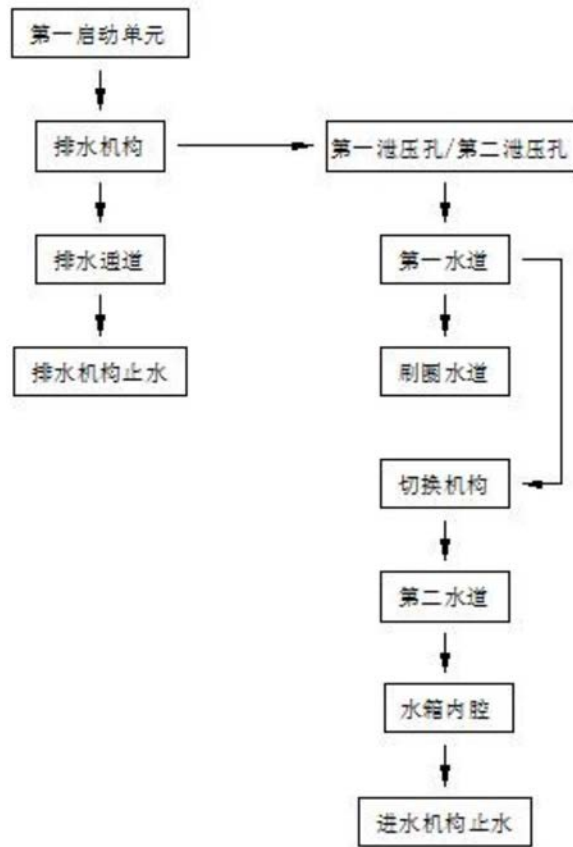 第一启动单元
排水机构
第一泄压孔/第二泄压孔
排水通道
第一水道
排水机构止水
刷圈水道
切换机构
第二水道
水箱内腔
进水机构止水